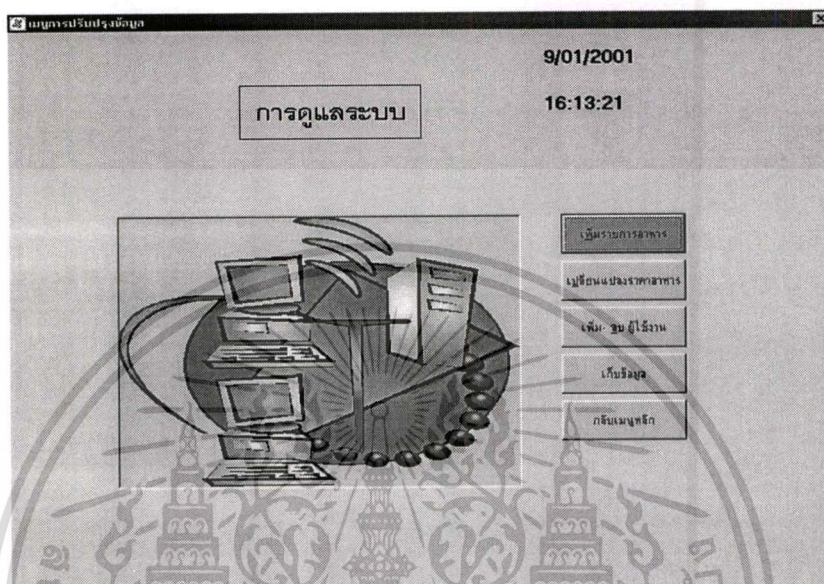 เมนูการปรับปรุงข้อมูล
9/01/2001
การดูแลระบบ
16:13:21
เพิ่มรายการอาหาร
เปลี่ยนแปลงราคาอาหาร
เพิ่ม- ลบ ผู้ใช้งาน
เก็บข้อมูล
กลับเมนูหลัก